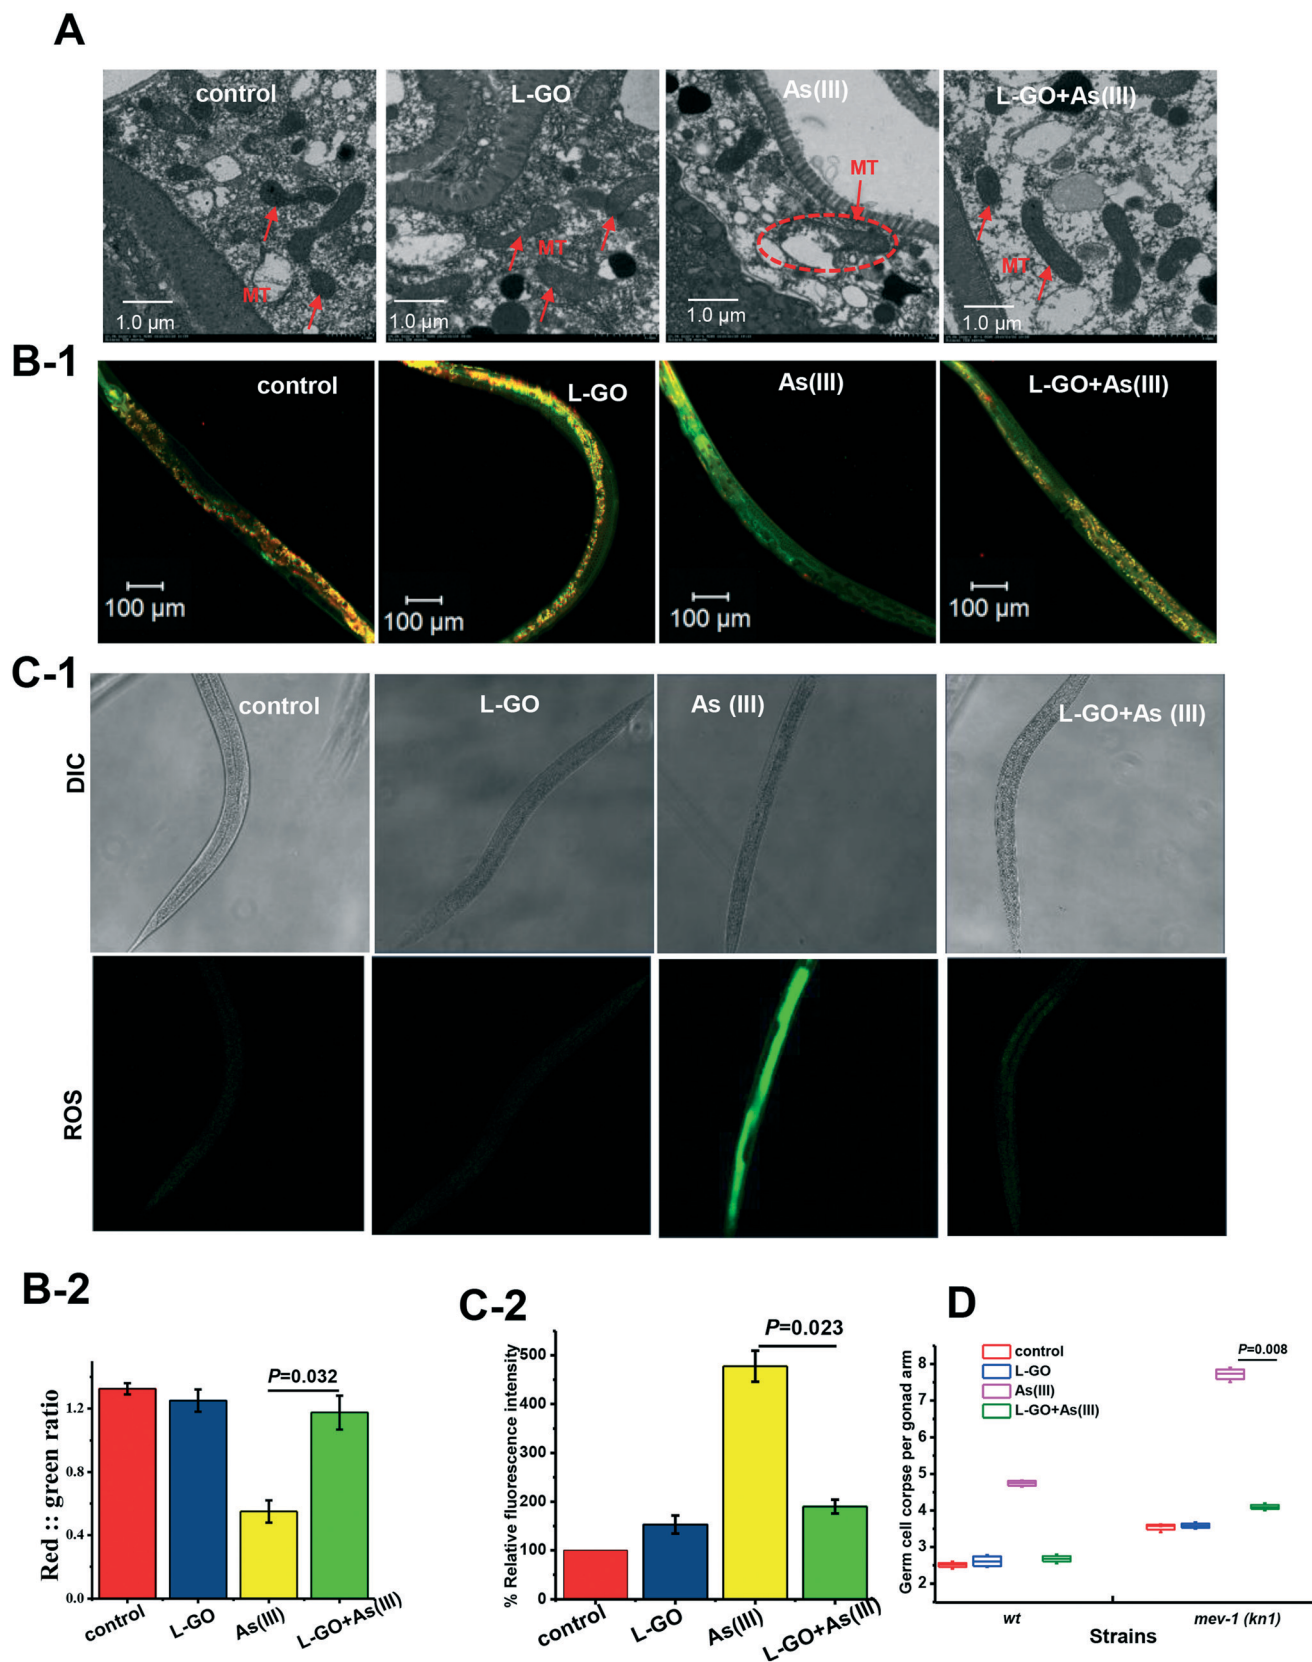 A
control
L-GO
As(III)
L-GO+As(III)
MT
MT
MT
MT
1.0 µm
1.0 µm
1.0 µm
1.0 µm
B-1
control
L-GO
As(III)
L-GO+As(III)
100 µm
100 µm
100 µm
100 µm
C-1
DIC
control
L-GO
As (III)
L-GO+As (III)
ROS
B-2
Red :: green ratio
1.2
0.8
0.4
0.0
P=0.032
control
L-GO
As(III)
L-GO+As(III)
C-2
% Relative fluorescence intensity
500
400
300
200
150
100
50
0
P=0.023
control
L-GO
As(III)
L-GO+As(III)
D
Germ cell corpse per gonad arm
8
7
6
5
4
3
2
control
L-GO
As(III)
L-GO+As(III)
P=0.008
wt
mev-1 (kn1)
Strains